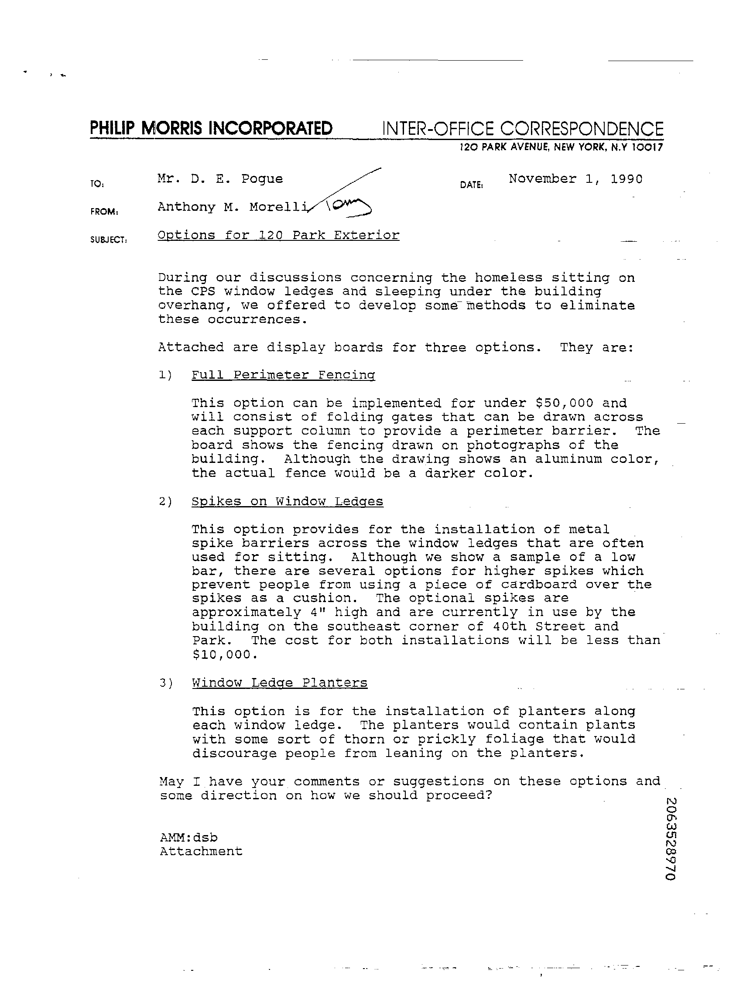 PHILIP MORRIS INCORPORATED INTER-OFFICE CORRESPONDENCE
120 PARK AVENUE, NEW YORK, N.Y 10017
TO: Mr. D. E. Pogue DATE: November 1, 1990
FROM: Anthony M. Morelli Tom
SUBJECT: Options for 120 Park Exterior
During our discussions concerning the homeless sitting on
the CPS window ledges and sleeping under the building
overhang, we offered to develop some methods to eliminate
these occurrences.
Attached are display boards for three options. They are:
1) Full Perimeter Fencing
This option can be implemented for under $50,000 and
will consist of folding gates that can be drawn across
each support column to provide a perimeter barrier. The
board shows the fencing drawn on photographs of the
building. Although the drawing shows an aluminum color,
the actual fence would be a darker color.
2) Spikes on Window Ledges
This option provides for the installation of metal
spike barriers across the window ledges that are often
used for sitting. Although we show a sample of a low
bar, there are several options for higher spikes which
prevent people from using a piece of cardboard over the
spikes as a cushion. The optional spikes are
approximately 4" high and are currently in use by the
building on the southeast corner of 40th Street and
Park. The cost for both installations will be less than
$10,000.
3) Window Ledge Planters
This option is for the installation of planters along
each window ledge. The planters would contain plants
with some sort of thorn or prickly foliage that would
discourage people from leaning on the planters.
May I have your comments or suggestions on these options and
some direction on how we should proceed?
AMM:dsb
Attachment
2063528970